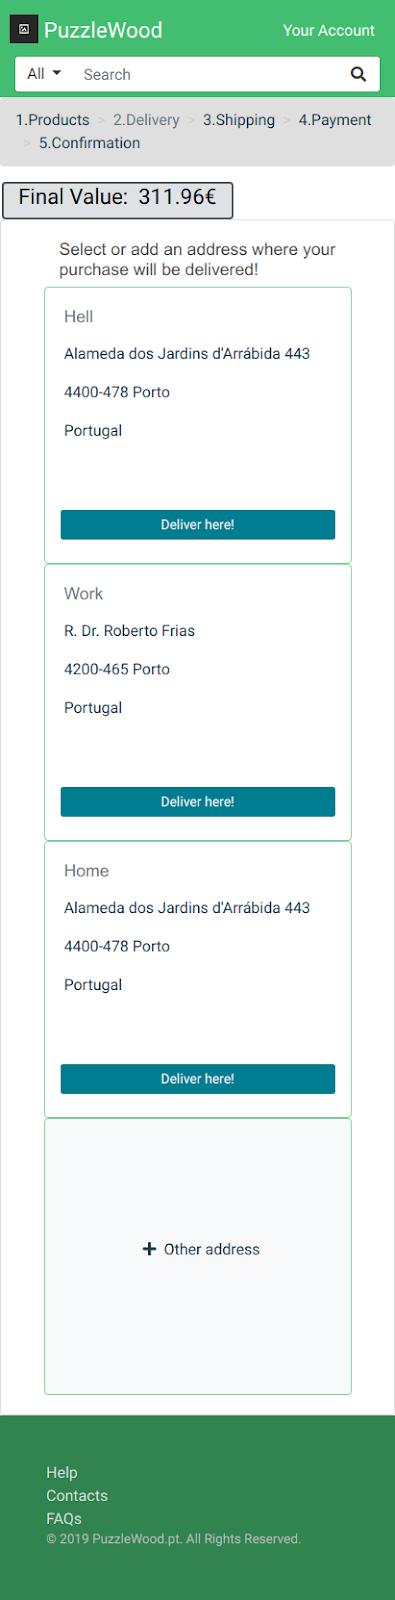 PuzzleWood
Your Account
All
Search
1.Products > 2.Delivery > 3.Shipping > 4.Payment
> 5.Confirmation
Final Value: 311.96€
Select or add an address where your
purchase will be delivered!
Hell
Alameda dos Jardins d'Arrábida 443
4400-478 Porto
Portugal
Deliver here!
Work
R. Dr. Roberto Frias
4200-465 Porto
Portugal
Deliver here!
Home
Alameda dos Jardins d'Arrábida 443
4400-478 Porto
Portugal
Deliver here!
+ Other address
Help
Contacts
FAQs
© 2019 PuzzleWood.pt. All Rights Reserved.